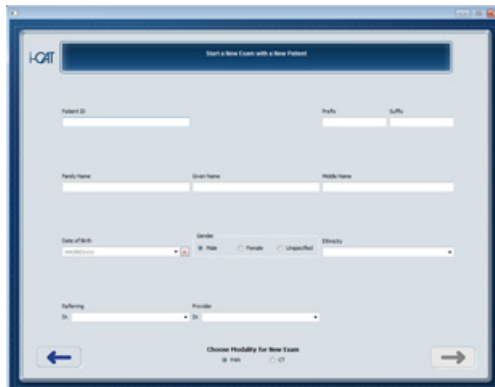 i-CAT
Start a New Exam with a New Patient
Patient ID
Prefix
Suffix
Family Name
Given Name
Middle Name
Date of Birth
Gender
Male
Female
Unspecified
Ethnicity
Referring
Provider
Dr.
Dr.
Choose Modality for New Exam
CT